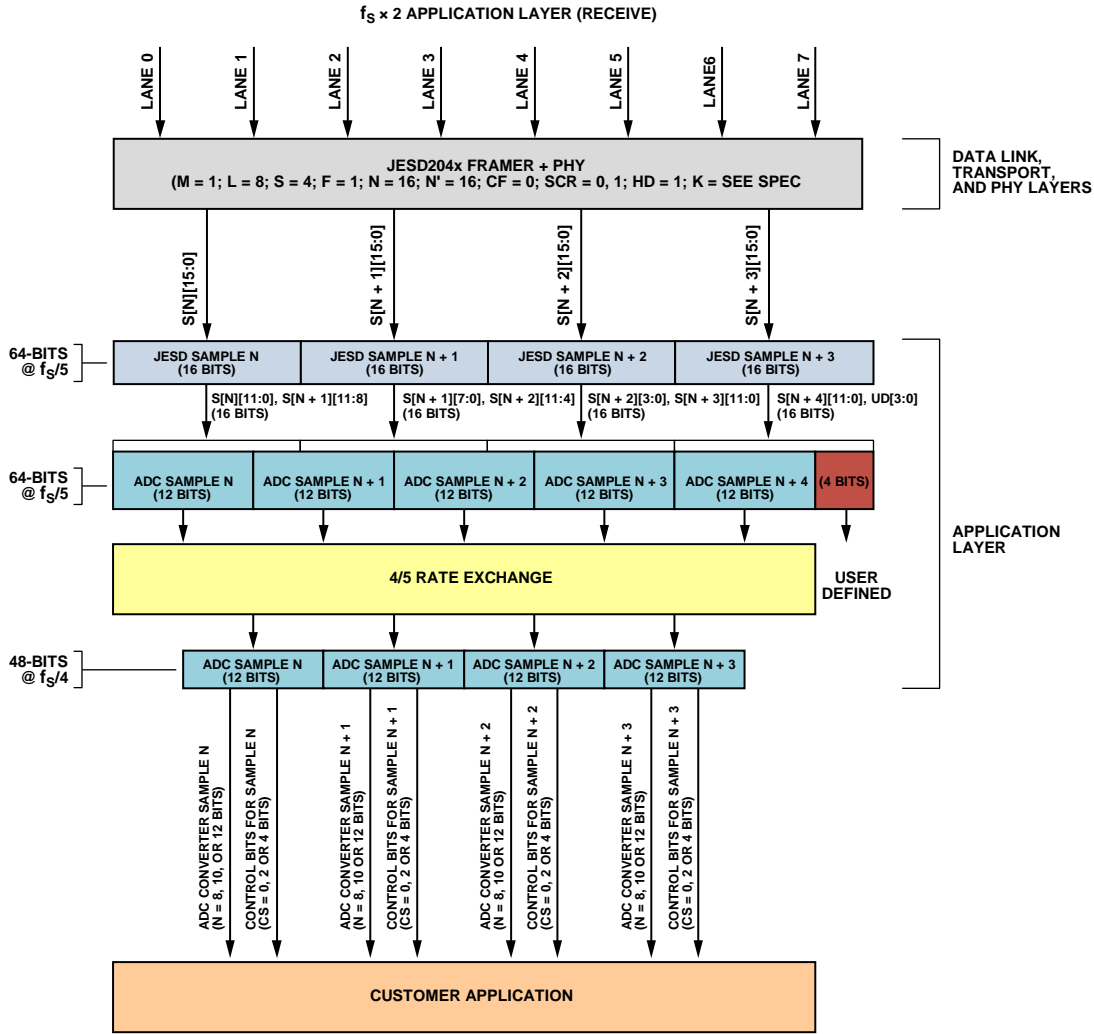 fS × 2 APPLICATION LAYER (RECEIVE)
LANE 0
LANE 1
LANE 2
LANE 3
LANE 4
LANE 5
LANE6
LANE 7
JESD204x FRAMER + PHY
(M = 1; L = 8; S = 4; F = 1; N = 16; N' = 16; CF = 0; SCR = 0, 1; HD = 1; K = SEE SPEC
DATA LINK,
TRANSPORT,
AND PHY LAYERS
S[N][15:0]
S[N + 1][15:0]
S[N + 2][15:0]
S[N + 3][15:0]
64-BITS
@ fS/5
JESD SAMPLE N
(16 BITS)
JESD SAMPLE N + 1
(16 BITS)
JESD SAMPLE N + 2
(16 BITS)
JESD SAMPLE N + 3
(16 BITS)
S[N][11:0], S[N + 1][11:8]
(16 BITS)
S[N + 1][7:0], S[N + 2][11:4]
(16 BITS)
S[N + 2][3:0], S[N + 3][11:0]
(16 BITS)
S[N + 4][11:0], UD[3:0]
(16 BITS)
64-BITS
@ fS/5
ADC SAMPLE N
(12 BITS)
ADC SAMPLE N + 1
(12 BITS)
ADC SAMPLE N + 2
(12 BITS)
ADC SAMPLE N + 3
(12 BITS)
ADC SAMPLE N + 4
(12 BITS)
(4 BITS)
APPLICATION
LAYER
4/5 RATE EXCHANGE
USER
DEFINED
48-BITS
@ fS/4
ADC SAMPLE N
(12 BITS)
ADC SAMPLE N + 1
(12 BITS)
ADC SAMPLE N + 2
(12 BITS)
ADC SAMPLE N + 3
(12 BITS)
ADC CONVERTER SAMPLE N
(N = 8, 10, OR 12 BITS)
CONTROL BITS FOR SAMPLE N
(CS = 0, 2 OR 4 BITS)
ADC CONVERTER SAMPLE N + 1
(N = 8, 10 OR 12 BITS)
CONTROL BITS FOR SAMPLE N + 1
(CS = 0, 2 OR 4 BITS)
ADC CONVERTER SAMPLE N + 2
(N = 8, 10 OR 12 BITS)
CONTROL BITS FOR SAMPLE N + 2
(CS = 0, 2 OR 4 BITS)
ADC CONVERTER SAMPLE N + 3
(N = 8, 10 OR 12 BITS)
CONTROL BITS FOR SAMPLE N + 3
(CS = 0, 2 OR 4 BITS)
CUSTOMER APPLICATION